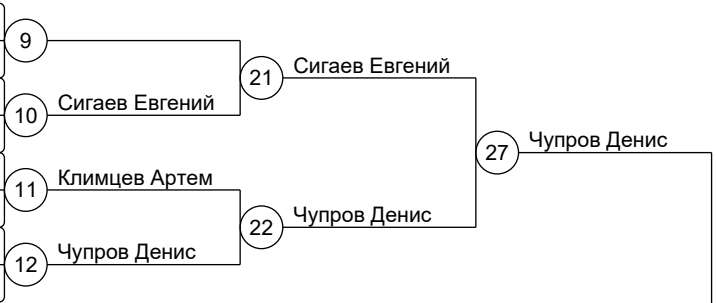 9
21 Сигаев Евгений
10 Сигаев Евгений
27 Чупров Денис
11 Климцев Артем
22 Чупров Денис
12 Чупров Денис